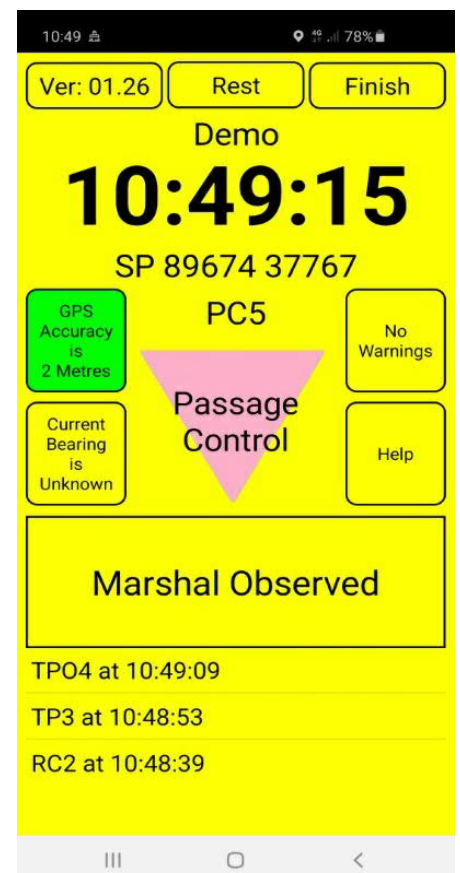 10:49 4G 78%
Ver: 01.26 Rest Finish
Demo
10:49:15
SP 89674 37767
GPS
Accuracy
is
2 Metres
PC5
No
Warnings
Passage
Control
Current
Bearing
is
Unknown
Help
Marshal Observed
TPO4 at 10:49:09
TP3 at 10:48:53
RC2 at 10:48:39